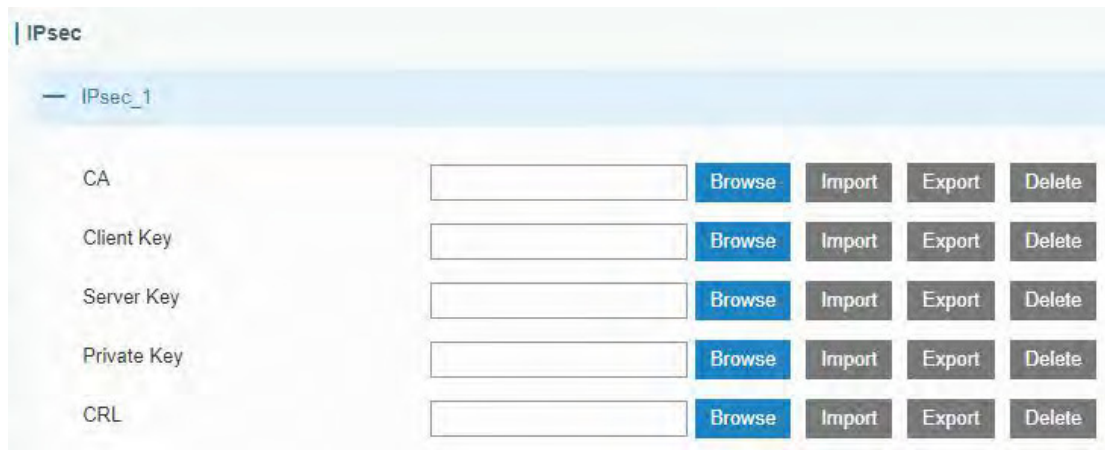 IPsec
IPsec_1
CA Browse Import Export Delete
Client Key Browse Import Export Delete
Server Key Browse Import Export Delete
Private Key Browse Import Export Delete
CRL Browse Import Export Delete